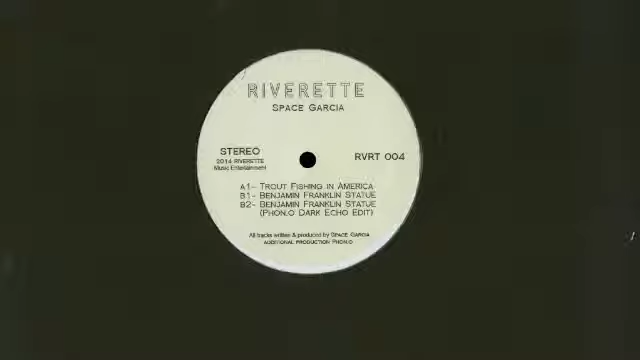 RIVERETTE
SPACE GARCIA
STEREO
2014 RIVERETTE
Music Entertainment
RVRT 004
A1- TROUT FISHING IN AMERICA
B1- BENJAMIN FRANKLIN STATUE
B2- BENJAMIN FRANKLIN STATUE
(PHON.O DARK ECHO EDIT)
All tracks written & produced by SPACE GARCIA
ADDITIONAL PRODUCTION PHON.O